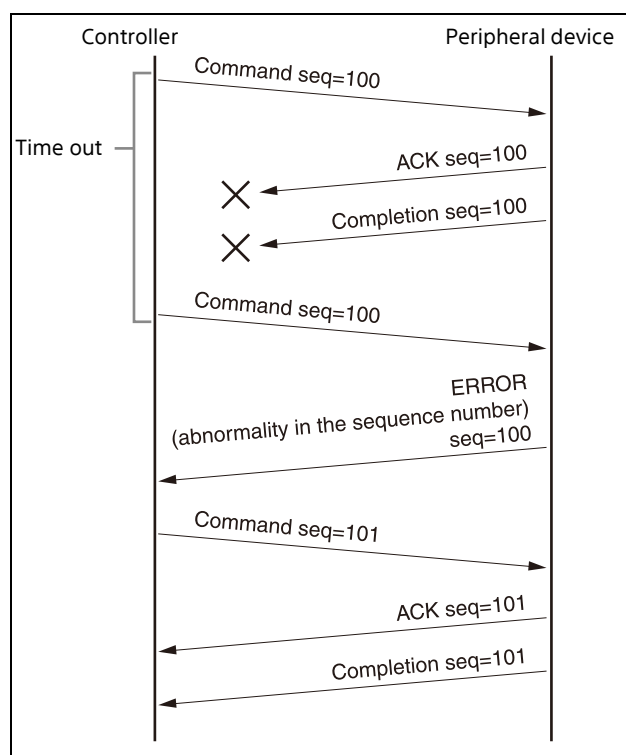 Controller
Peripheral device
Command seq=100
Time out
ACK seq=100
Completion seq=100
Command seq=100
ERROR
(abnormality in the sequence number)
seq=100
Command seq=101
ACK seq=101
Completion seq=101